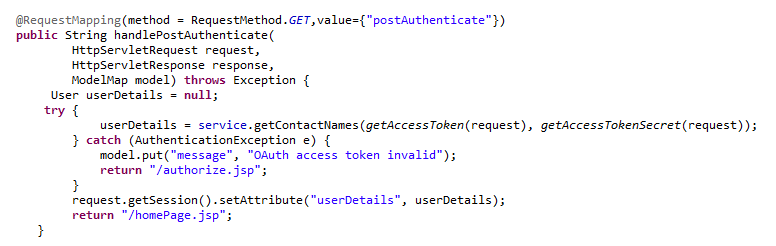 @RequestMapping(method = RequestMethod.GET,value={"postAuthenticate"})
public String handlePostAuthenticate(
HttpServletRequest request,
HttpServletResponse response,
ModelMap model) throws Exception {
User userDetails = null;
try {
userDetails = service.getContactNames(getAccessToken(request), getAccessTokenSecret(request));
} catch (AuthenticationException e) {
model.put("message", "OAuth access token invalid");
return "/authorize.jsp";
}
request.getSession().setAttribute("userDetails", userDetails);
return "/homePage.jsp";
}